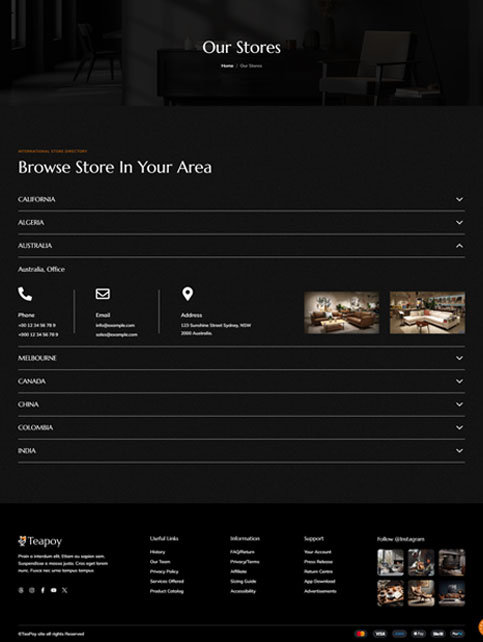 Our Stores
Home / Our Stores
INTERNATIONAL STORE DIRECTORY
Browse Store In Your Area
CALIFORNIA
ALGERIA
AUSTRALIA
Australia, Office
Phone
+00 12 34 56 78 9
+000 12 34 56 78 9
Email
info@example.com
sales@example.com
Address
123 Sunshine Street Sydney, NSW
2000 Australia
MELBOURNE
CANADA
CHINA
COLOMBIA
INDIA
Teapoy
Proin a interdum elit. Etiam eu sapien sem.
Suspendisse a massa justo. Cras eget lorem
nunc. Fusce nec urna tempus tempus
Useful Links
History
Our Team
Privacy Policy
Services Offered
Product Catalog
Information
FAQ/Return
Privacy/Terms
Affiliate
Sizing Guide
Accessibility
Support
Your Account
Press Release
Return Centre
App Download
Advertisements
Follow @Instagram
©TeaPoy site all rights Reserved
VISA
Pay